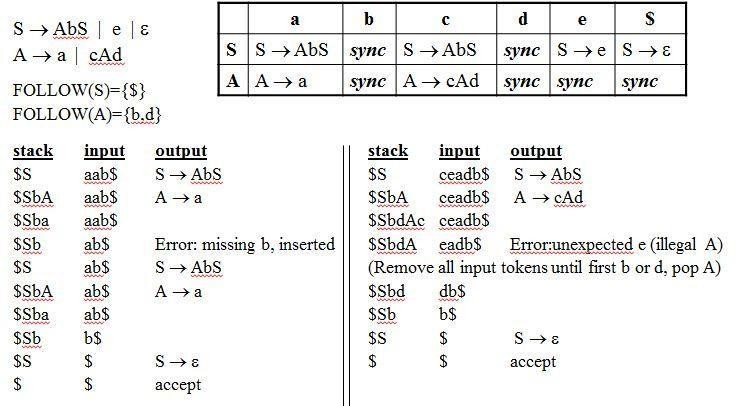 S → AbS | e | ε
A → a | cAd
FOLLOW(S)={$}
FOLLOW(A)={b,d}
a b c d e $
S S → AbS sync S → AbS sync S → e S → ε
A A → a sync A → cAd sync sync sync
stack input output
$S aab$ S → AbS
$SbA aab$ A → a
$Sba aab$
$Sb ab$ Error: missing b, inserted
$S ab$ S → AbS
$SbA ab$ A → a
$Sba ab$
$Sb b$
$S $ S → ε
$ $ accept
stack input output
$S ceadb$ S → AbS
$SbA ceadb$ A → cAd
$SbdAc ceadb$
$SbdA eadb$ Error:unexpected e (illegal A)
(Remove all input tokens until first b or d, pop A)
$Sbd db$
$Sb b$
$S $ S → ε
$ $ accept